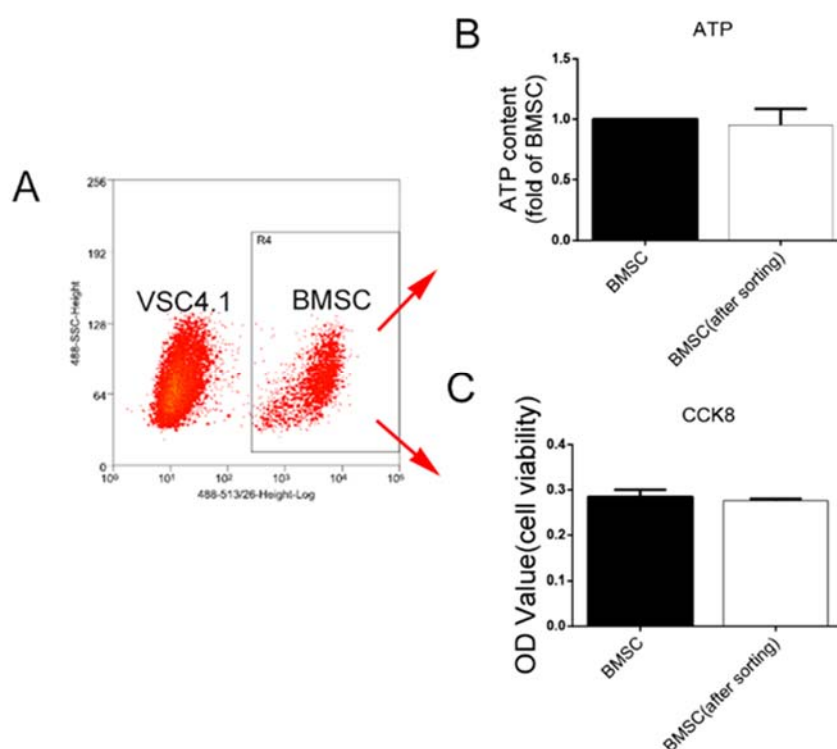 A
256
192
128
64
0
R4
VSC4.1
BMSC
10⁰
10¹
10²
10³
10⁴
10⁵
488-SSC-Height
488-513/26-Height-Log
B
ATP
ATP content
(fold of BMSC)
1.5
1.0
0.5
0.0
BMSC
BMSC(after sorting)
C
CCK8
OD Value(cell viability)
0.4
0.3
0.2
0.1
0.0
BMSC
BMSC(after sorting)